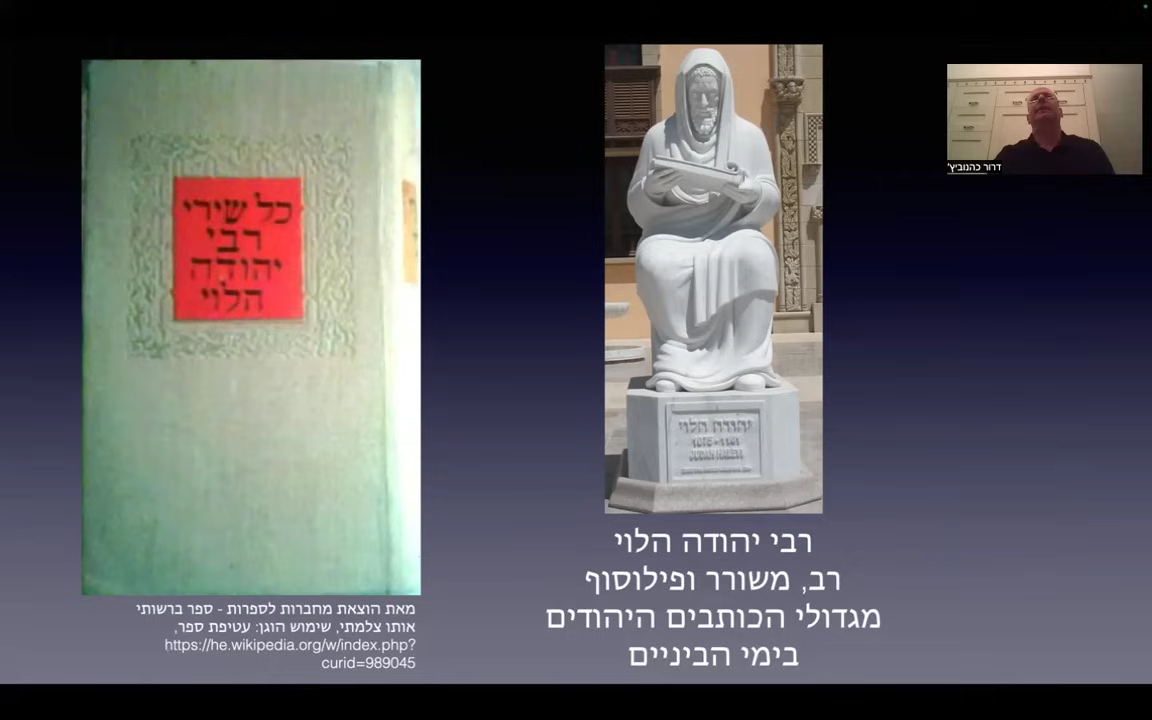 כל שירי
רבי
יהודה
הלוי
יהודה הלוי
רבי יהודה הלוי
רב, משורר ופילוסוף
מגדולי הכותבים היהודים
בימי הביניים
מאת הוצאת מחברות לספרות - ספר ברשותי
אותו צלמתי, שימוש הוגן: עטיפת ספר,
https://he.wikipedia.org/w/index.php?
curid=989045
דרור כהנוביץ'